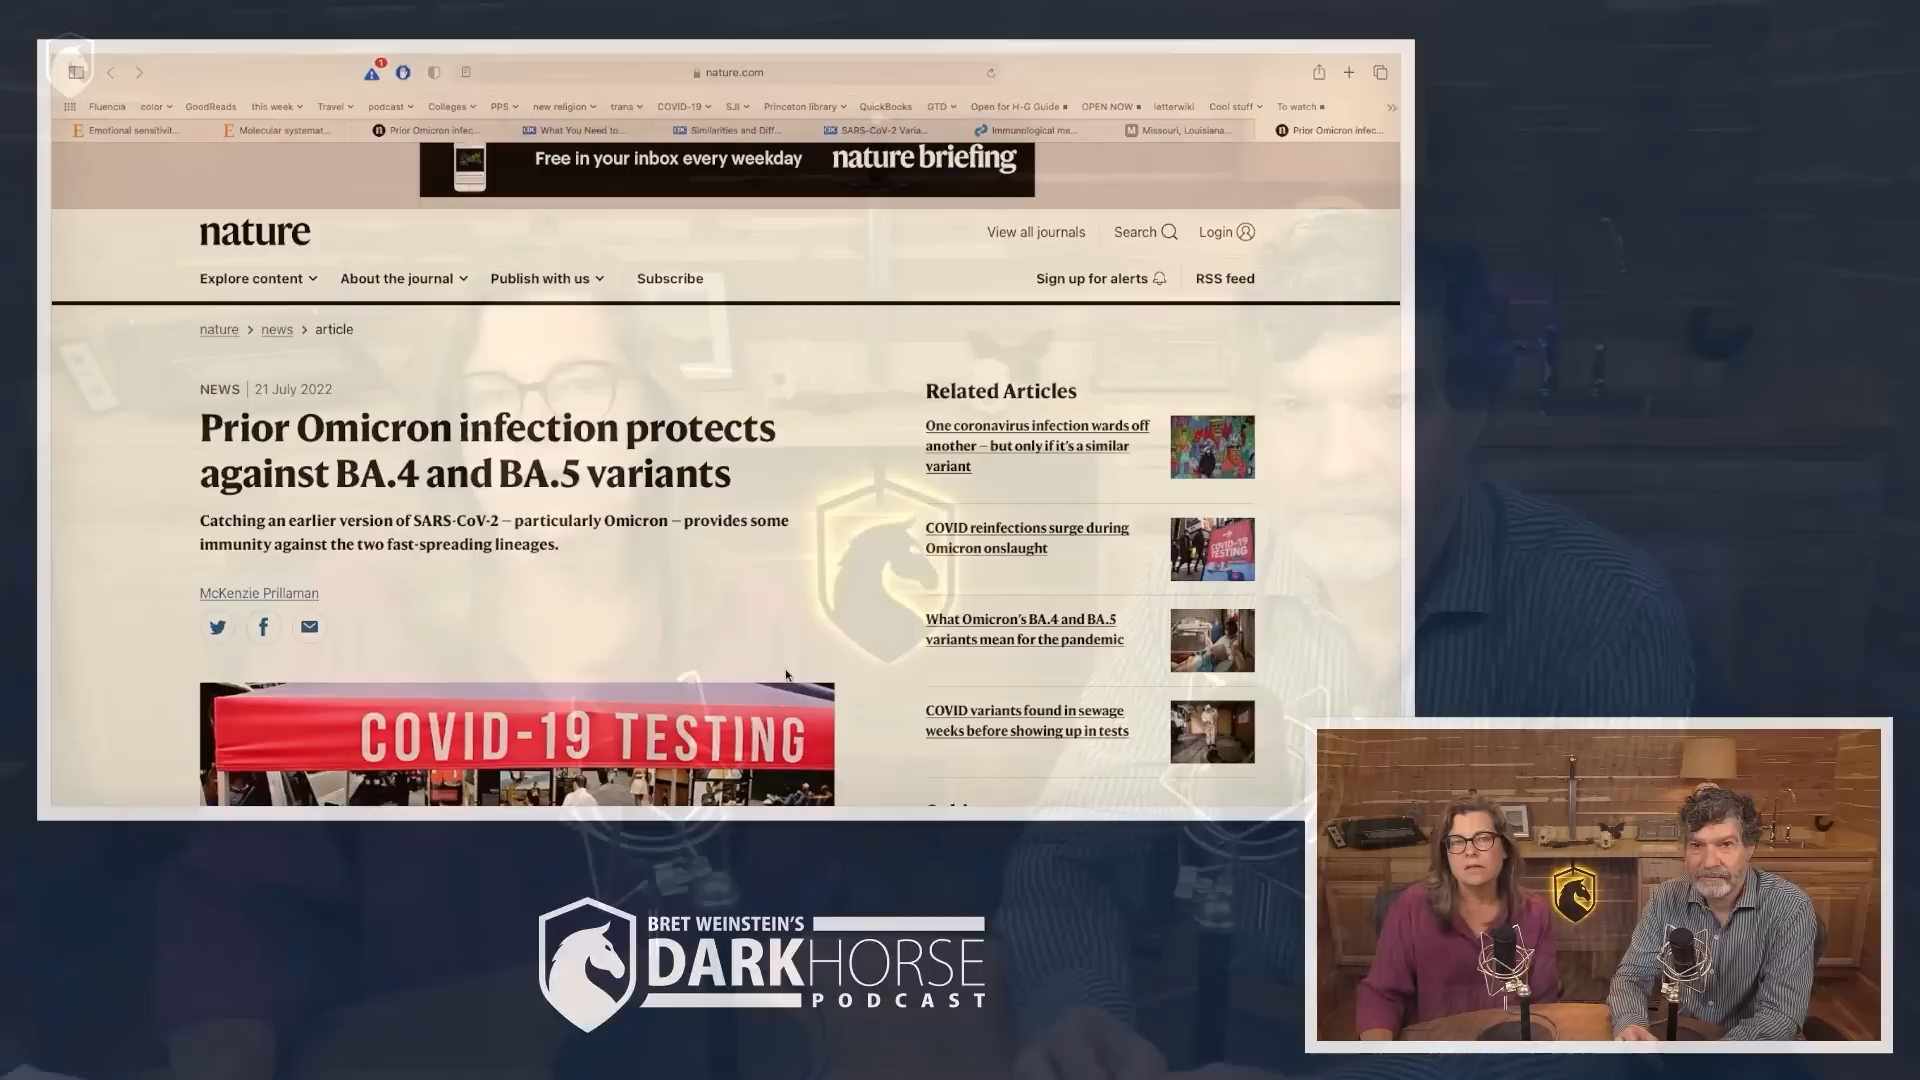 1
nature.com
Fluencia color GoodReads this week Travel podcast Colleges PPS new religion trans COVID-19 SJI Princeton library QuickBooks GTD Open for H-G Guide OPEN NOW letterwiki Cool stuff To watch
Emotional sensitivit... Molecular systemat... Prior Omicron infec... What You Need to... Similarities and Diff... SARS-CoV-2 Varia... Immunological me... Missouri, Louisiana... Prior Omicron infec...
Free in your inbox every weekday nature briefing
nature
View all journals Search Login
Explore content About the journal Publish with us Subscribe
Sign up for alerts RSS feed
nature > news > article
NEWS | 21 July 2022
Prior Omicron infection protects
against BA.4 and BA.5 variants
Catching an earlier version of SARS-CoV-2 — particularly Omicron — provides some
immunity against the two fast-spreading lineages.
McKenzie Prillaman
COVID-19 TESTING
Related Articles
One coronavirus infection wards off
another — but only if it's a similar
variant
COVID reinfections surge during
Omicron onslaught
COVID-19
TESTING
What Omicron's BA.4 and BA.5
variants mean for the pandemic
COVID variants found in sewage
weeks before showing up in tests
BRET WEINSTEIN'S
DARKHORSE
PODCAST